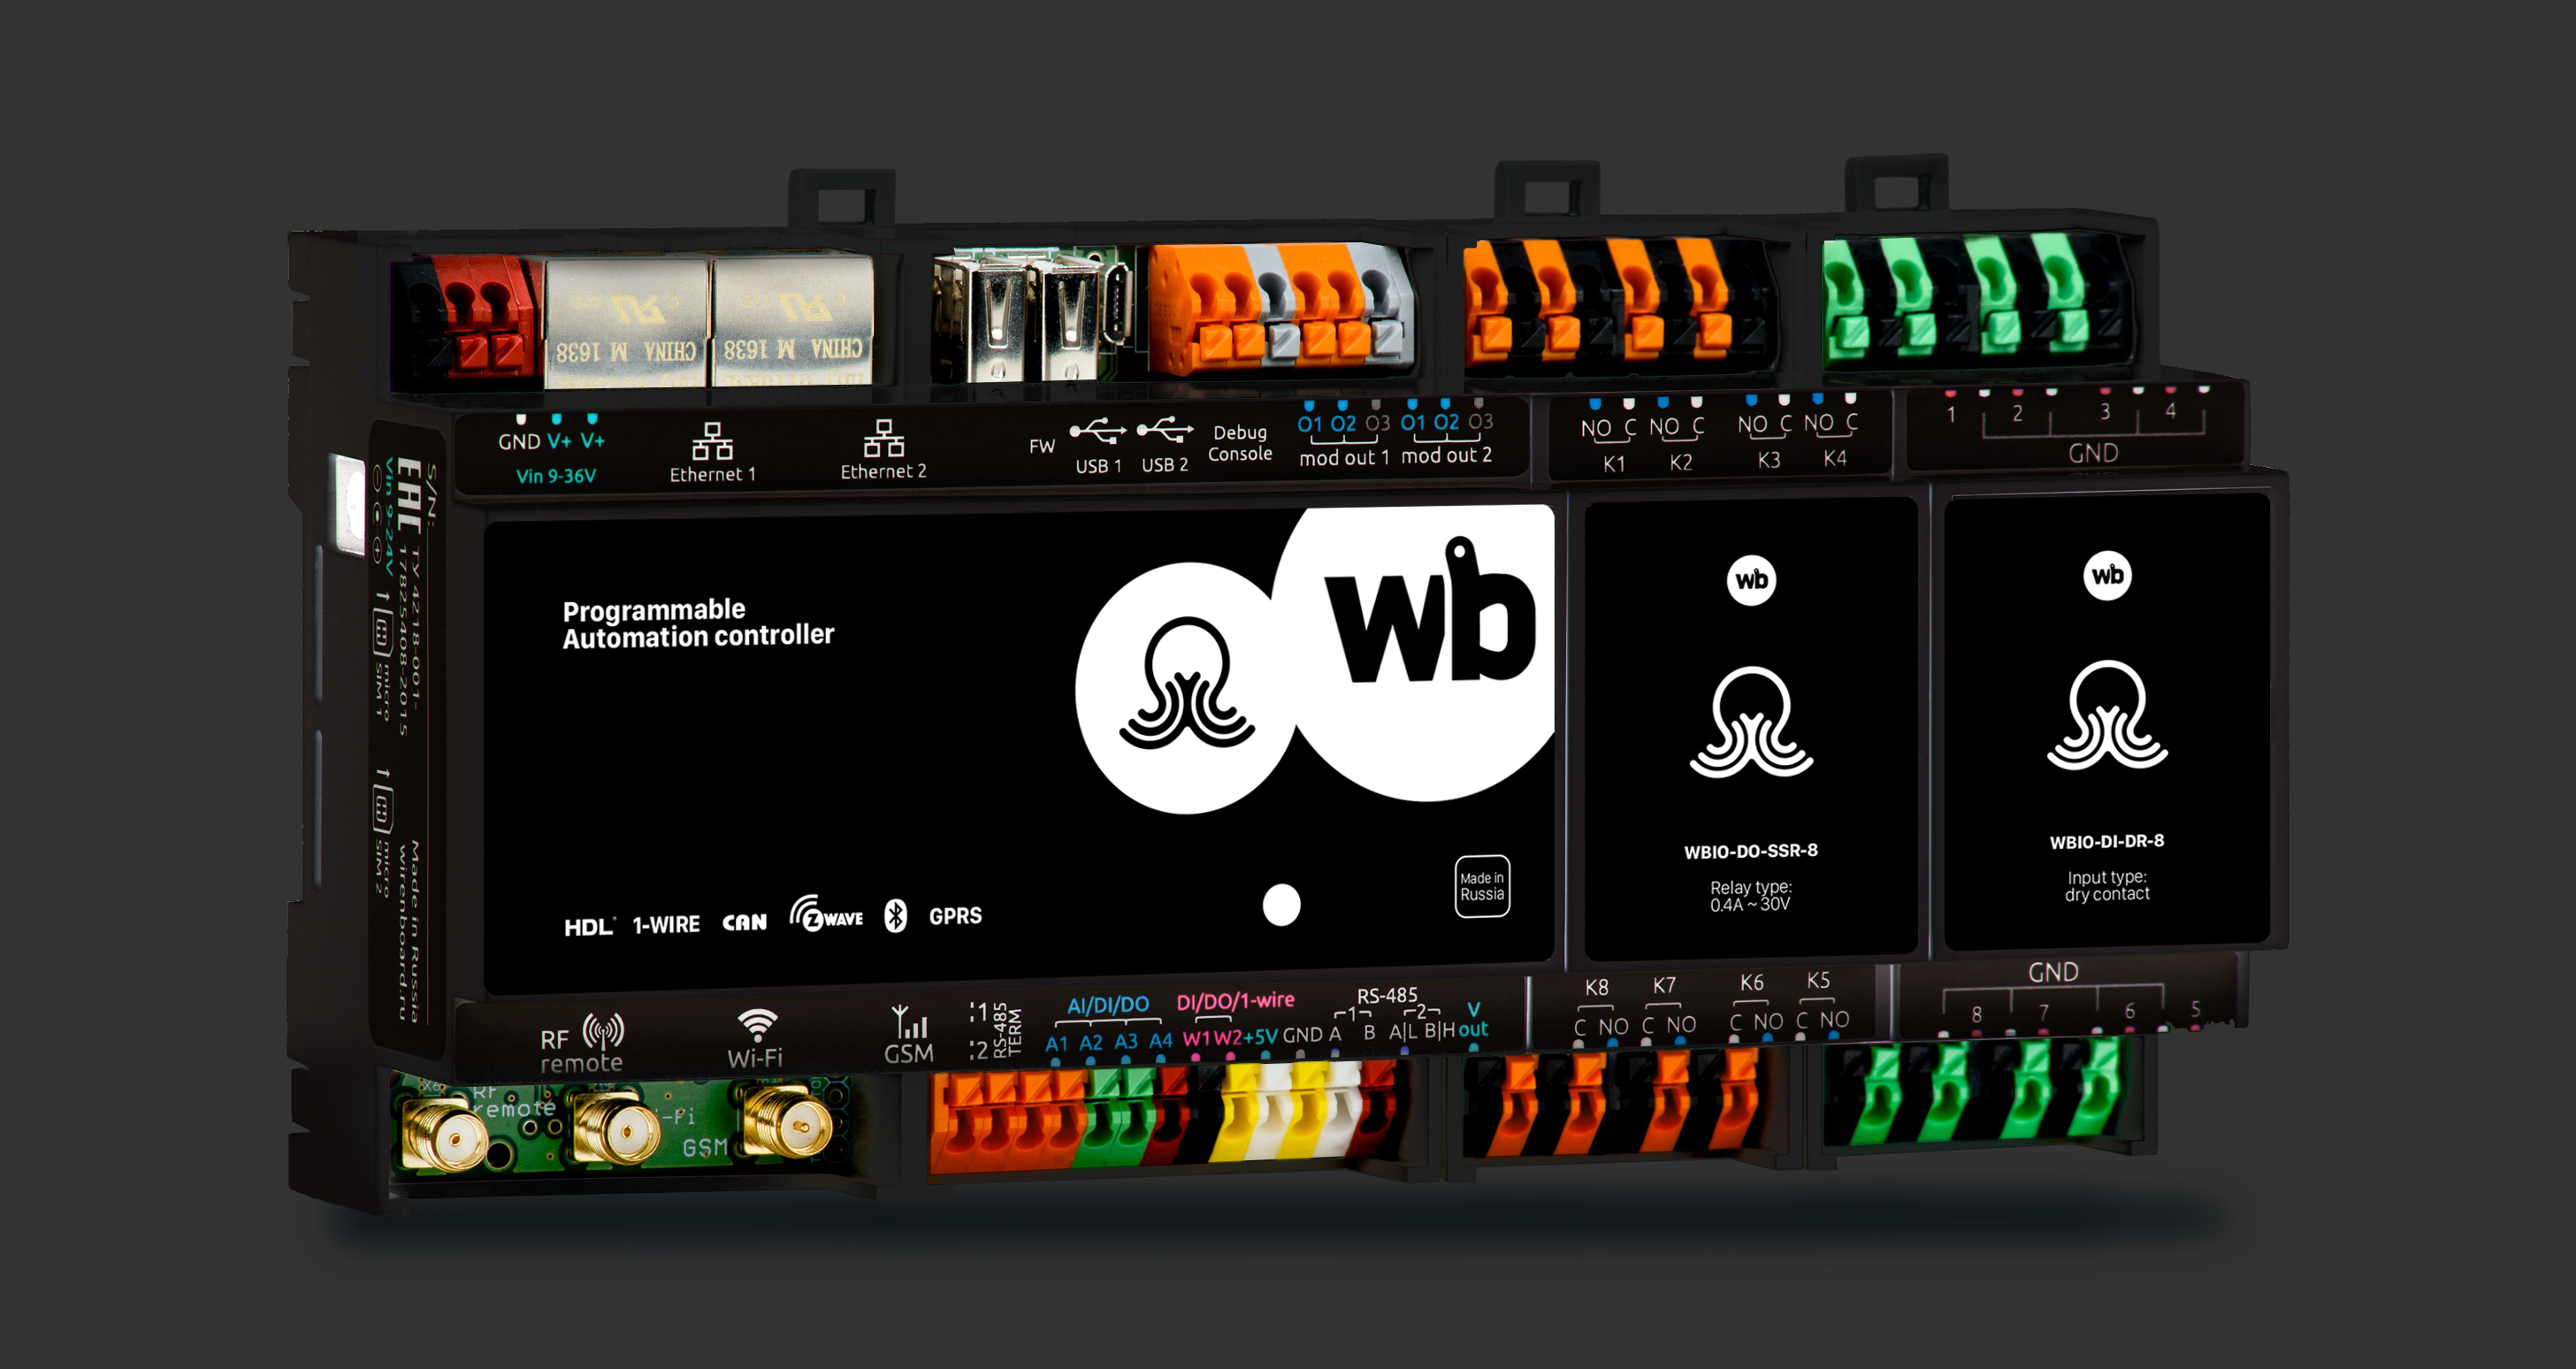 CHINA M 1638
CHINA M 1638
GND V+ V+
Vin 9-36V
Ethernet 1
Ethernet 2
FW
USB 1
USB 2
Debug
Console
O1 O2 O3 O1 O2 O3
mod out 1 mod out 2
NO C NO C NO C NO C
K1 K2 K3 K4
1 2 3 4
GND
S/N:
EAC
ТУ 4218-001-
17825408-2015
Vin 9-24V
micro
SIM 1
micro
SIM 2
Made in Russia
wirenboard.ru
Programmable
Automation controller
wb
HDL 1-WIRE CAN Z WAVE GPRS
Made in
Russia
wb
WBIO-DO-SSR-8
Relay type:
0.4A ~ 30V
wb
WBIO-DI-DR-8
Input type:
dry contact
RF
remote
Wi-Fi
GSM
1
2
RS-485
TERM
AI/DI/DO
A1 A2 A3 A4
DI/DO/1-wire
W1 W2 +5V GND
RS-485
1 2
A B A|L B|H
V
out
K8 K7 K6 K5
C NO C NO C NO C NO
GND
8 7 6 5
RF
remote
-Fi
GSM